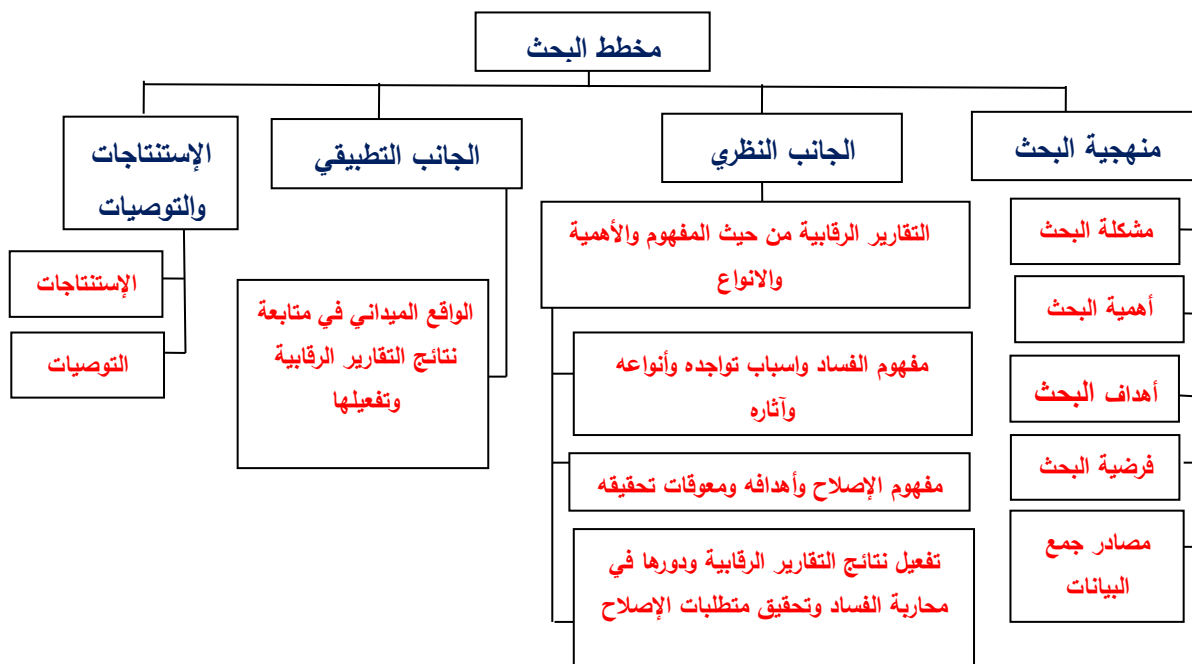 مخطط البحث
منهجية البحث
مشكلة البحث
أهمية البحث
أهداف البحث
فرضية البحث
مصادر جمع
البيانات
الجانب النظري
التقارير الرقابية من حيث المفهوم والأهمية
والانواع
مفهوم الفساد واسباب تواجده وأنواعه
وآثاره
مفهوم الإصلاح وأهدافه ومعوقات تحقيقه
تفعيل نتائج التقارير الرقابية ودورها في
محاربة الفساد وتحقيق متطلبات الإصلاح
الجانب التطبيقي
الواقع الميداني في متابعة
نتائج التقارير الرقابية
وتفعيلها
الإستنتاجات
والتوصيات
الإستنتاجات
التوصيات